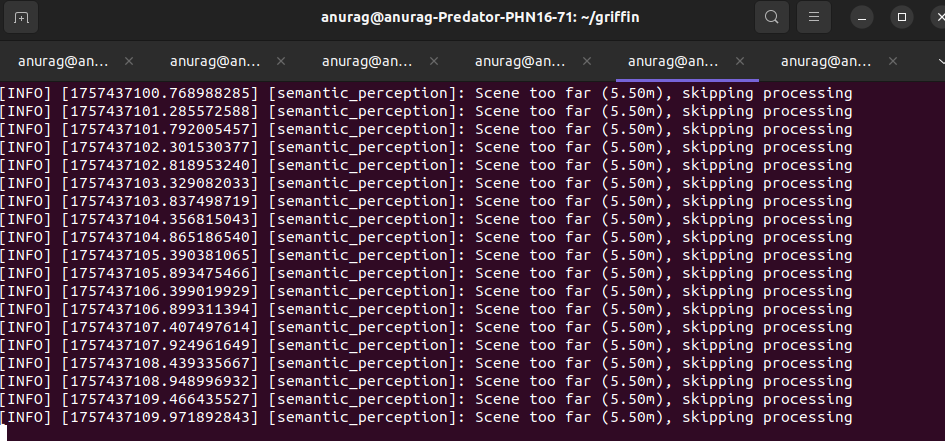 anurag@anurag-Predator-PHN16-71: ~/griffin
anurag@an... anurag@an... anurag@an... anurag@an... anurag@an... anurag@an...
[INFO] [1757437100.768988285] [semantic_perception]: Scene too far (5.50m), skipping processing
[INFO] [1757437101.285572588] [semantic_perception]: Scene too far (5.50m), skipping processing
[INFO] [1757437101.792005457] [semantic_perception]: Scene too far (5.50m), skipping processing
[INFO] [1757437102.301530377] [semantic_perception]: Scene too far (5.50m), skipping processing
[INFO] [1757437102.818953240] [semantic_perception]: Scene too far (5.50m), skipping processing
[INFO] [1757437103.329082033] [semantic_perception]: Scene too far (5.50m), skipping processing
[INFO] [1757437103.837498719] [semantic_perception]: Scene too far (5.50m), skipping processing
[INFO] [1757437104.356815043] [semantic_perception]: Scene too far (5.50m), skipping processing
[INFO] [1757437104.865186540] [semantic_perception]: Scene too far (5.50m), skipping processing
[INFO] [1757437105.390381065] [semantic_perception]: Scene too far (5.50m), skipping processing
[INFO] [1757437105.893475466] [semantic_perception]: Scene too far (5.50m), skipping processing
[INFO] [1757437106.399019929] [semantic_perception]: Scene too far (5.50m), skipping processing
[INFO] [1757437106.899311394] [semantic_perception]: Scene too far (5.50m), skipping processing
[INFO] [1757437107.407497614] [semantic_perception]: Scene too far (5.50m), skipping processing
[INFO] [1757437107.924961649] [semantic_perception]: Scene too far (5.50m), skipping processing
[INFO] [1757437108.439335667] [semantic_perception]: Scene too far (5.50m), skipping processing
[INFO] [1757437108.948996932] [semantic_perception]: Scene too far (5.50m), skipping processing
[INFO] [1757437109.466435527] [semantic_perception]: Scene too far (5.50m), skipping processing
[INFO] [1757437109.971892843] [semantic_perception]: Scene too far (5.50m), skipping processing